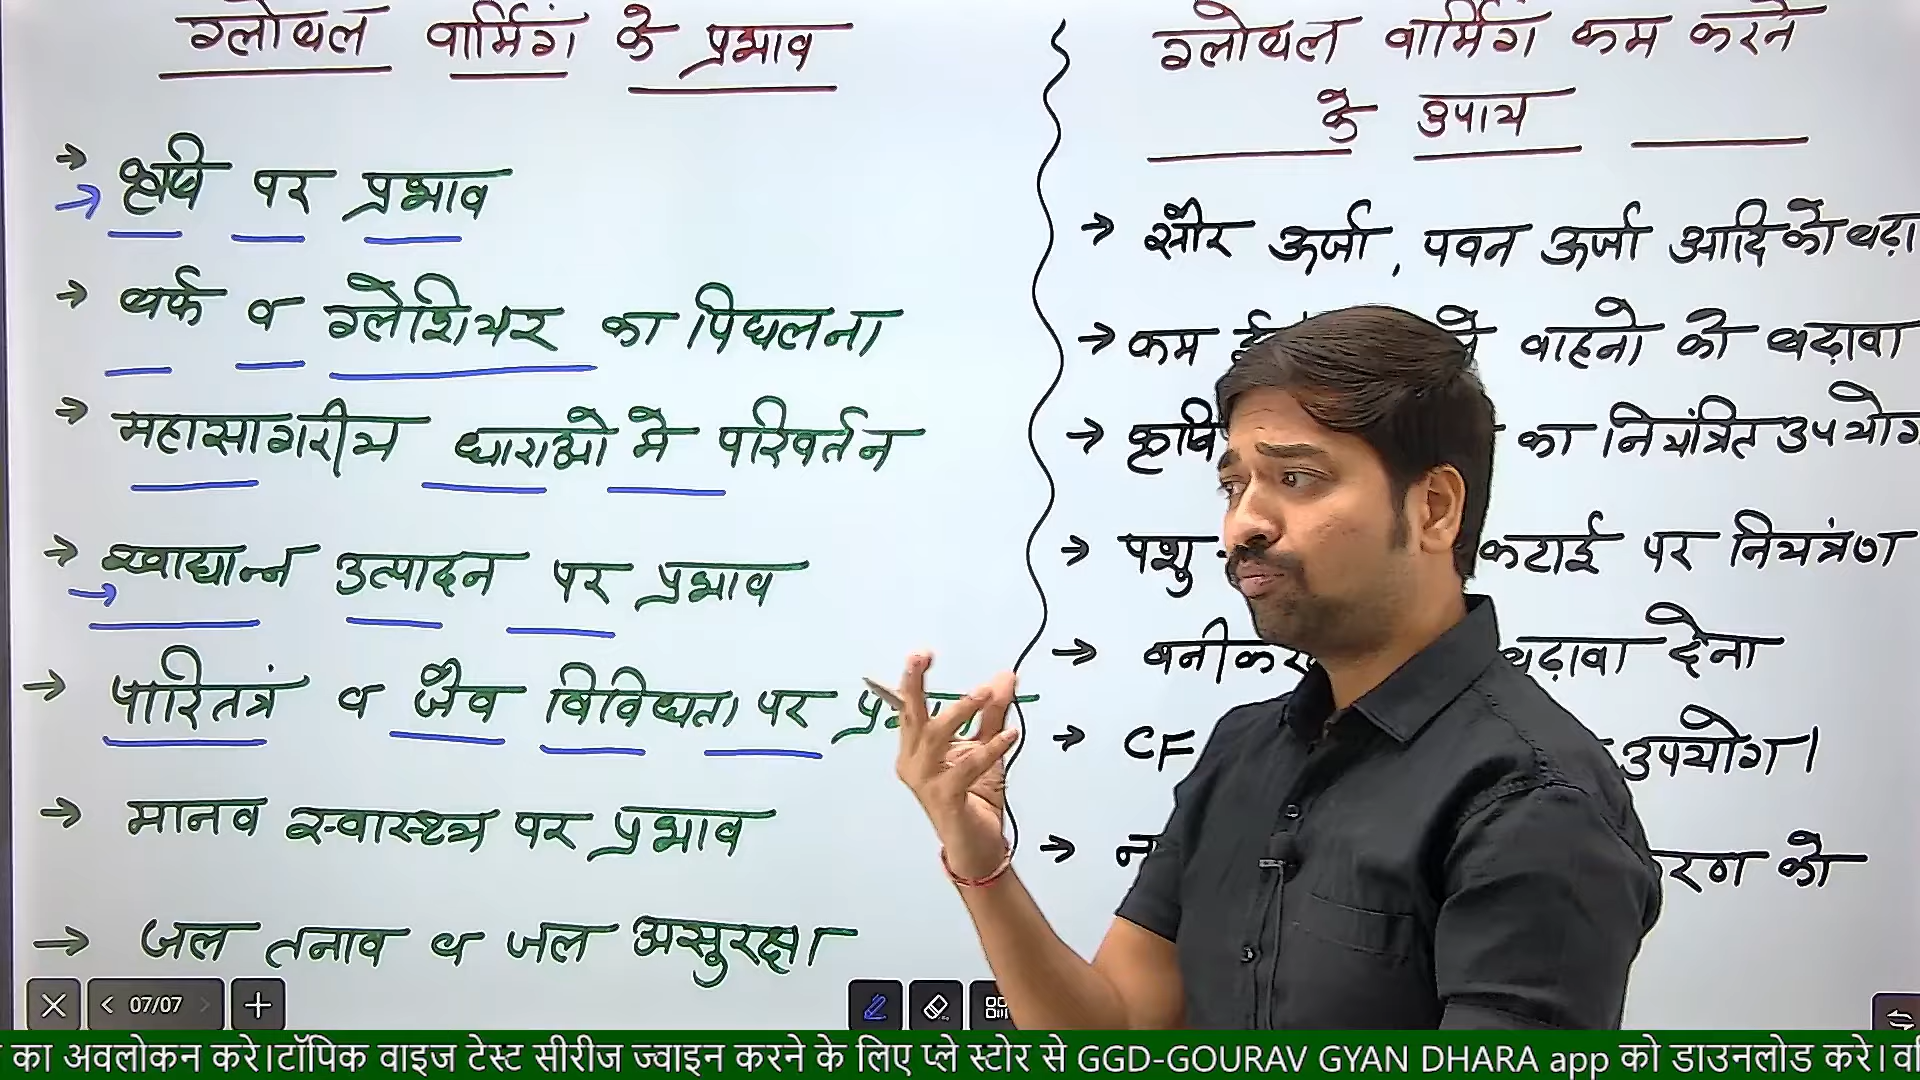 ग्लोबल वार्मिंग के प्रभाव
→ कृषि पर प्रभाव
→ बर्फ व ग्लेशियर का पिघलना
→ महासागरीय धाराओ मे परिवर्तन
→ खाद्यान्न उत्पादन पर प्रभाव
→ पारितत्रं व जैव विविधता पर
→ मानव स्वास्थ्य पर प्रभाव
→ जल तनाव व जल असुरक्षा
ग्लोबल वार्मिंग कम करने
के उपाय
→ सौर ऊर्जा, पवन ऊर्जा आदि को
→ कम वाहनो को बढ़ावा
→ कृषि का नियंत्रित उपयोग
→ पशु कटाई पर नियंत्रण
→ बढ़ावा देना
→ CF उपयोग।
→ को
07/07
का अवलोकन करे।टॉपिक वाइज टेस्ट सीरीज ज्वाइन करने के लिए प्ले स्टोर से GGD-GOURAV GYAN DHARA app को डाउनलोड करे।